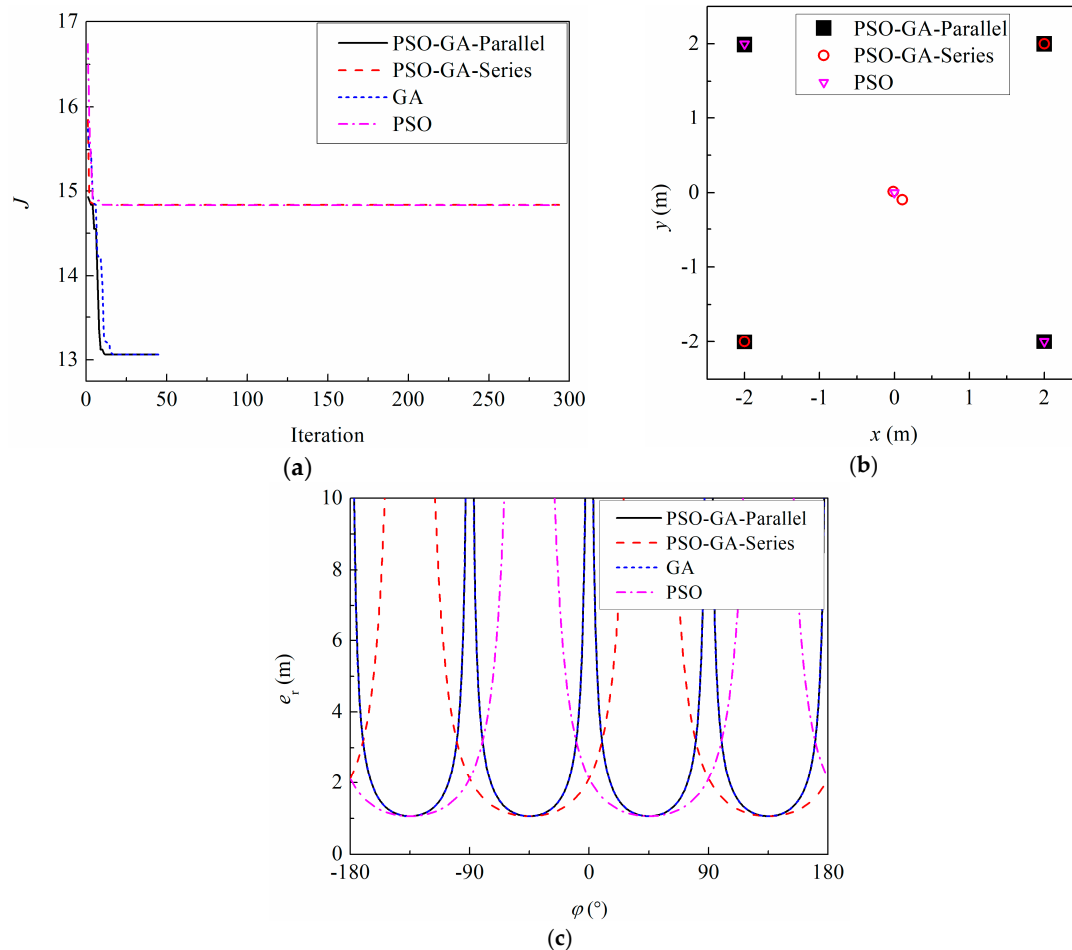 17
16
15
14
13
J
0
50
100
150
200
250
300
Iteration
PSO-GA-Parallel
PSO-GA-Series
GA
PSO
(a)
2
1
0
-1
-2
y (m)
-2
-1
0
1
2
x (m)
PSO-GA-Parallel
PSO-GA-Series
PSO
(b)
10
8
6
4
2
0
er (m)
-180
-90
0
90
180
φ (°)
PSO-GA-Parallel
PSO-GA-Series
GA
PSO
(c)